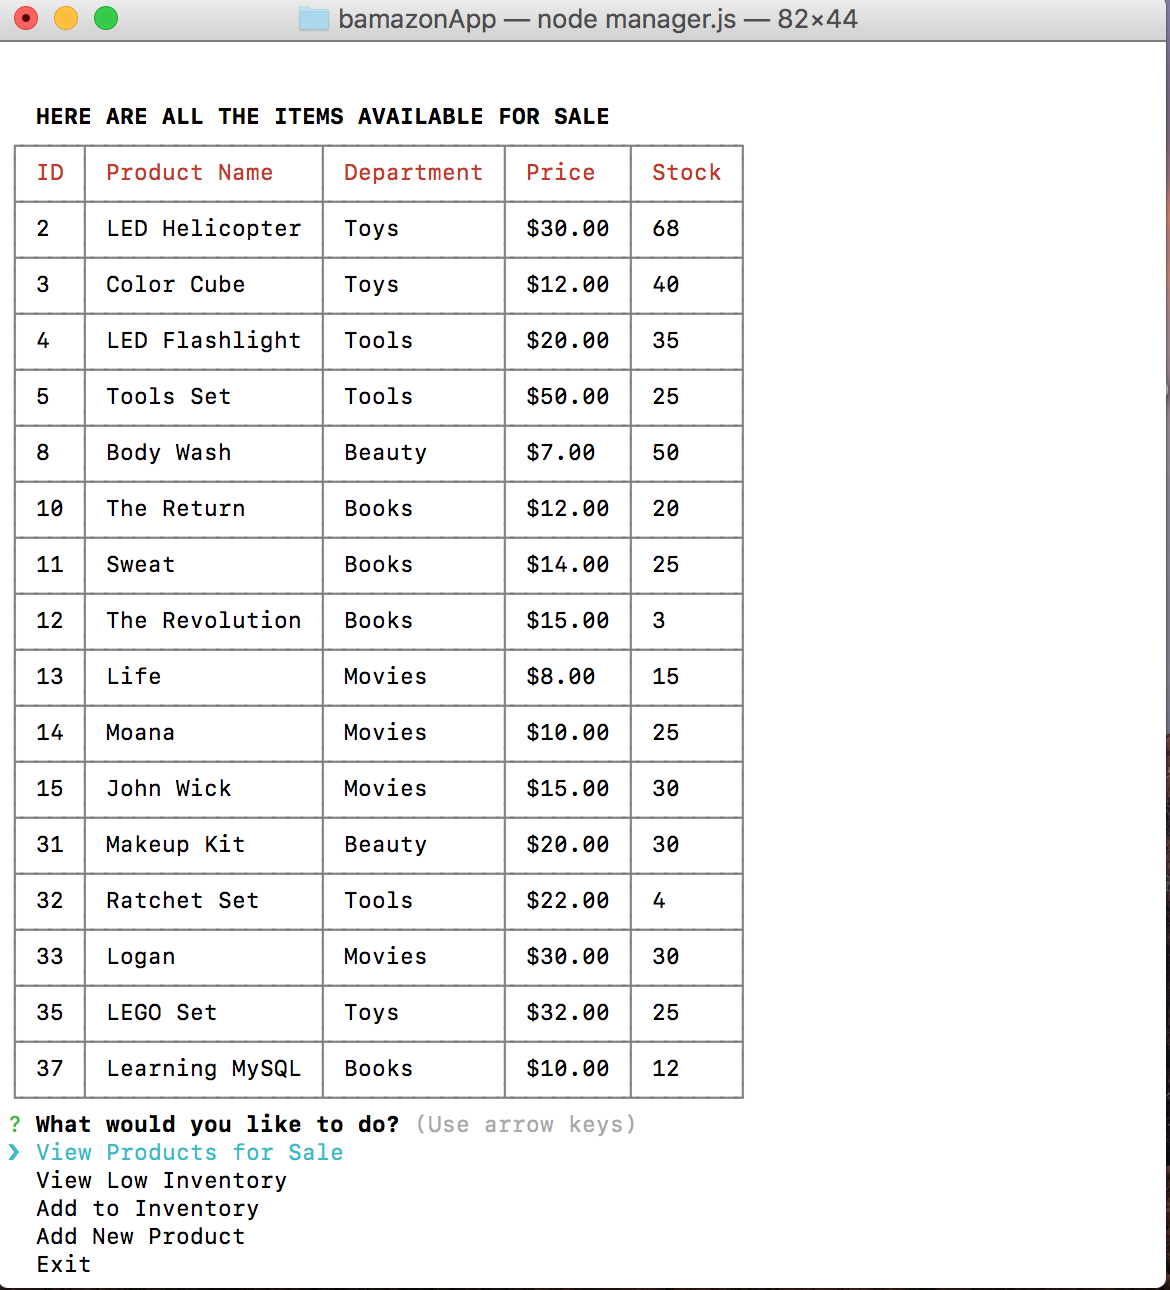 bamazonApp — node manager.js — 82×44
HERE ARE ALL THE ITEMS AVAILABLE FOR SALE
ID Product Name Department Price Stock
2 LED Helicopter Toys $30.00 68
3 Color Cube Toys $12.00 40
4 LED Flashlight Tools $20.00 35
5 Tools Set Tools $50.00 25
8 Body Wash Beauty $7.00 50
10 The Return Books $12.00 20
11 Sweat Books $14.00 25
12 The Revolution Books $15.00 3
13 Life Movies $8.00 15
14 Moana Movies $10.00 25
15 John Wick Movies $15.00 30
31 Makeup Kit Beauty $20.00 30
32 Ratchet Set Tools $22.00 4
33 Logan Movies $30.00 30
35 LEGO Set Toys $32.00 25
37 Learning MySQL Books $10.00 12
? What would you like to do? (Use arrow keys)
❯ View Products for Sale
View Low Inventory
Add to Inventory
Add New Product
Exit